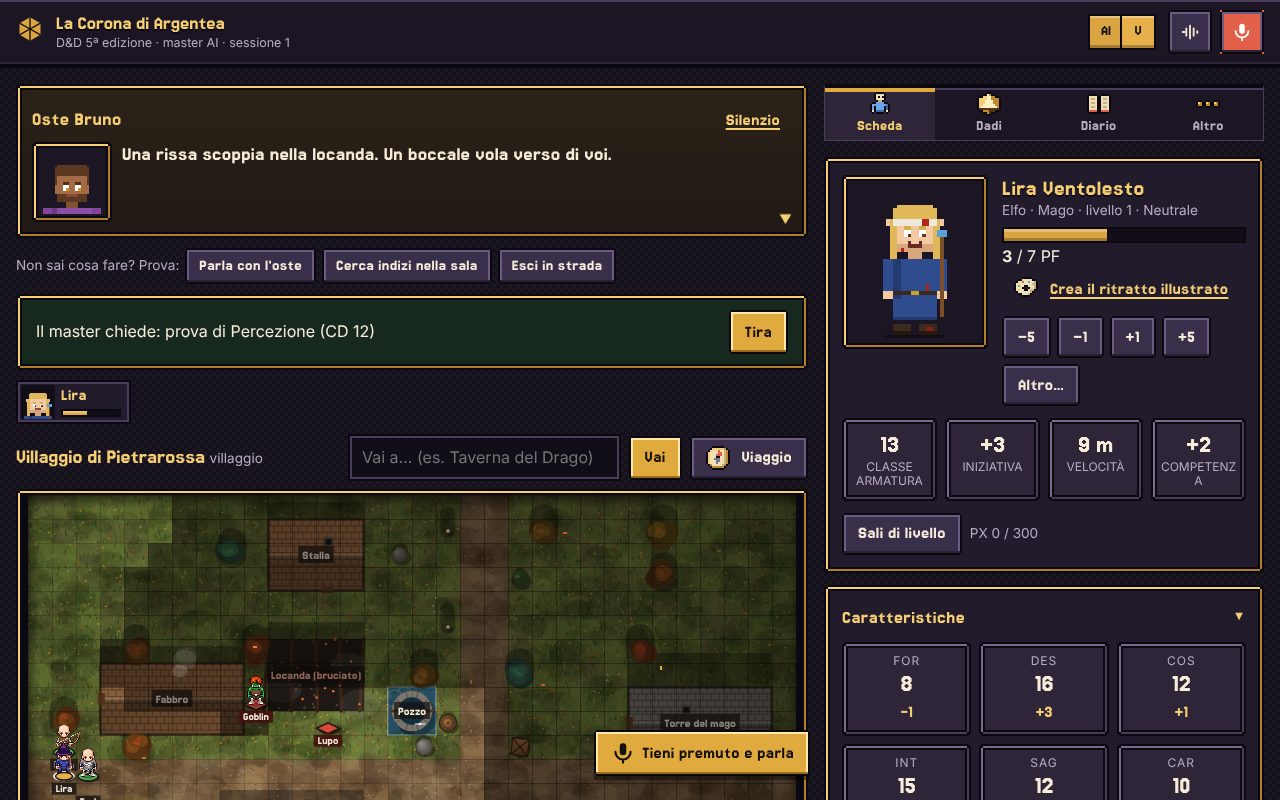 La Corona di Argentea
D&D 5ª edizione · master AI · sessione 1
AI
V
Oste Bruno
Silenzio
Una rissa scoppia nella locanda. Un boccale vola verso di voi.
Non sai cosa fare? Prova:
Parla con l'oste
Cerca indizi nella sala
Esci in strada
Il master chiede: prova di Percezione (CD 12)
Tira
Lira
Villaggio di Pietrarossa villaggio
Vai a... (es. Taverna del Drago)
Vai
Viaggio
Stalla
Locanda (bruciato)
Fabbro
Goblin
Pozzo
Lupo
Torre del mago
Lira
Tieni premuto e parla
Scheda
Dadi
Diario
Altro
Lira Ventolesto
Elfo · Mago · livello 1 · Neutrale
3 / 7 PF
Crea il ritratto illustrato
−5
−1
+1
+5
Altro...
13
CLASSE
ARMATURA
+3
INIZIATIVA
9 m
VELOCITÀ
+2
COMPETENZ
A
Sali di livello
PX 0 / 300
Caratteristiche
FOR
8
−1
DES
16
+3
COS
12
+1
INT
15
SAG
12
CAR
10